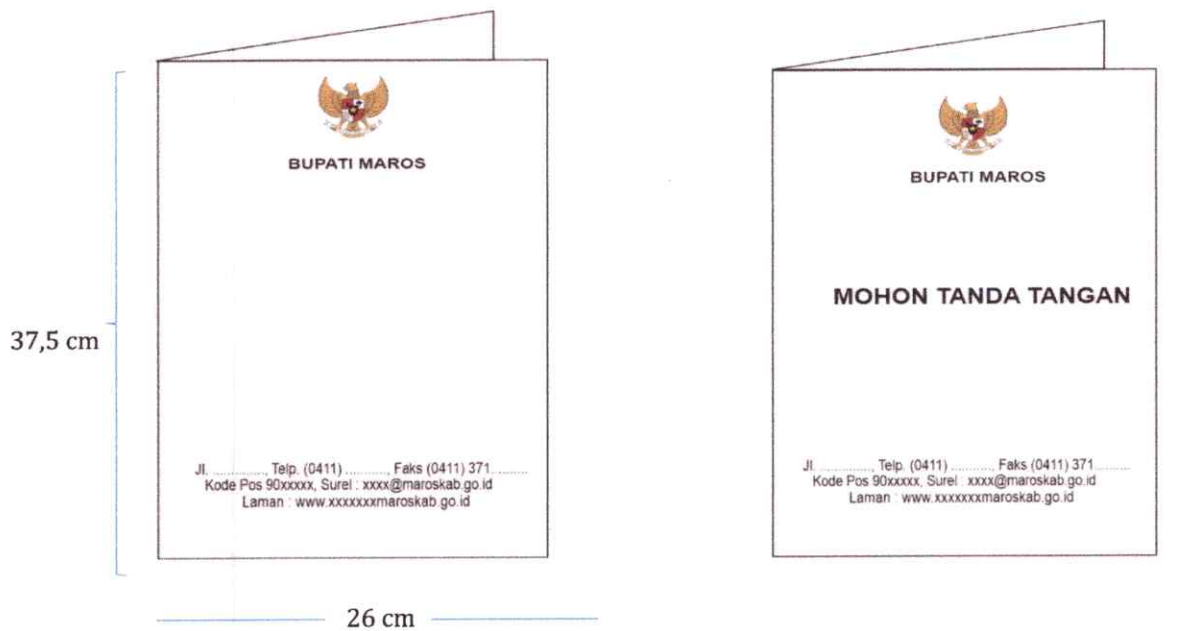 BUPATI MAROS
37,5 cm
Jl. .............., Telp. (0411) .........., Faks (0411) 371..........
Kode Pos 90xxxxx, Surel : xxxx@maroskab.go.id
Laman : www.xxxxxxxmaroskab.go.id
26 cm
BUPATI MAROS
MOHON TANDA TANGAN
Jl. .............., Telp. (0411) .........., Faks (0411) 371..........
Kode Pos 90xxxxx, Surel : xxxx@maroskab.go.id
Laman : www.xxxxxxxmaroskab.go.id